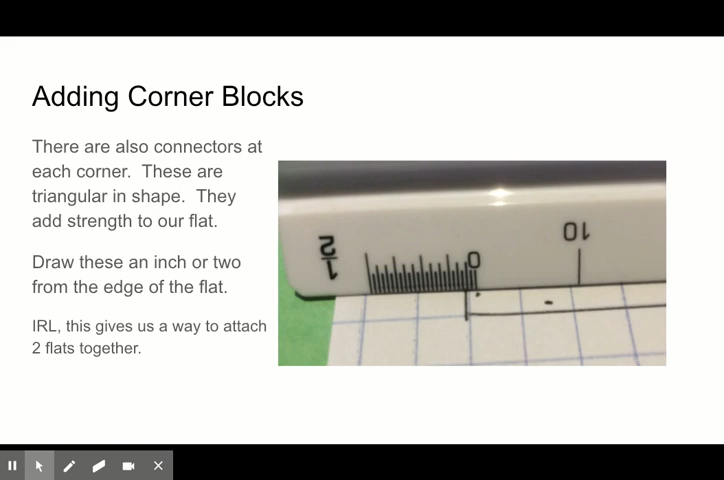 Adding Corner Blocks
There are also connectors at
each corner. These are
triangular in shape. They
add strength to our flat.
Draw these an inch or two
from the edge of the flat.
IRL, this gives us a way to attach
2 flats together.
1/2
0
10